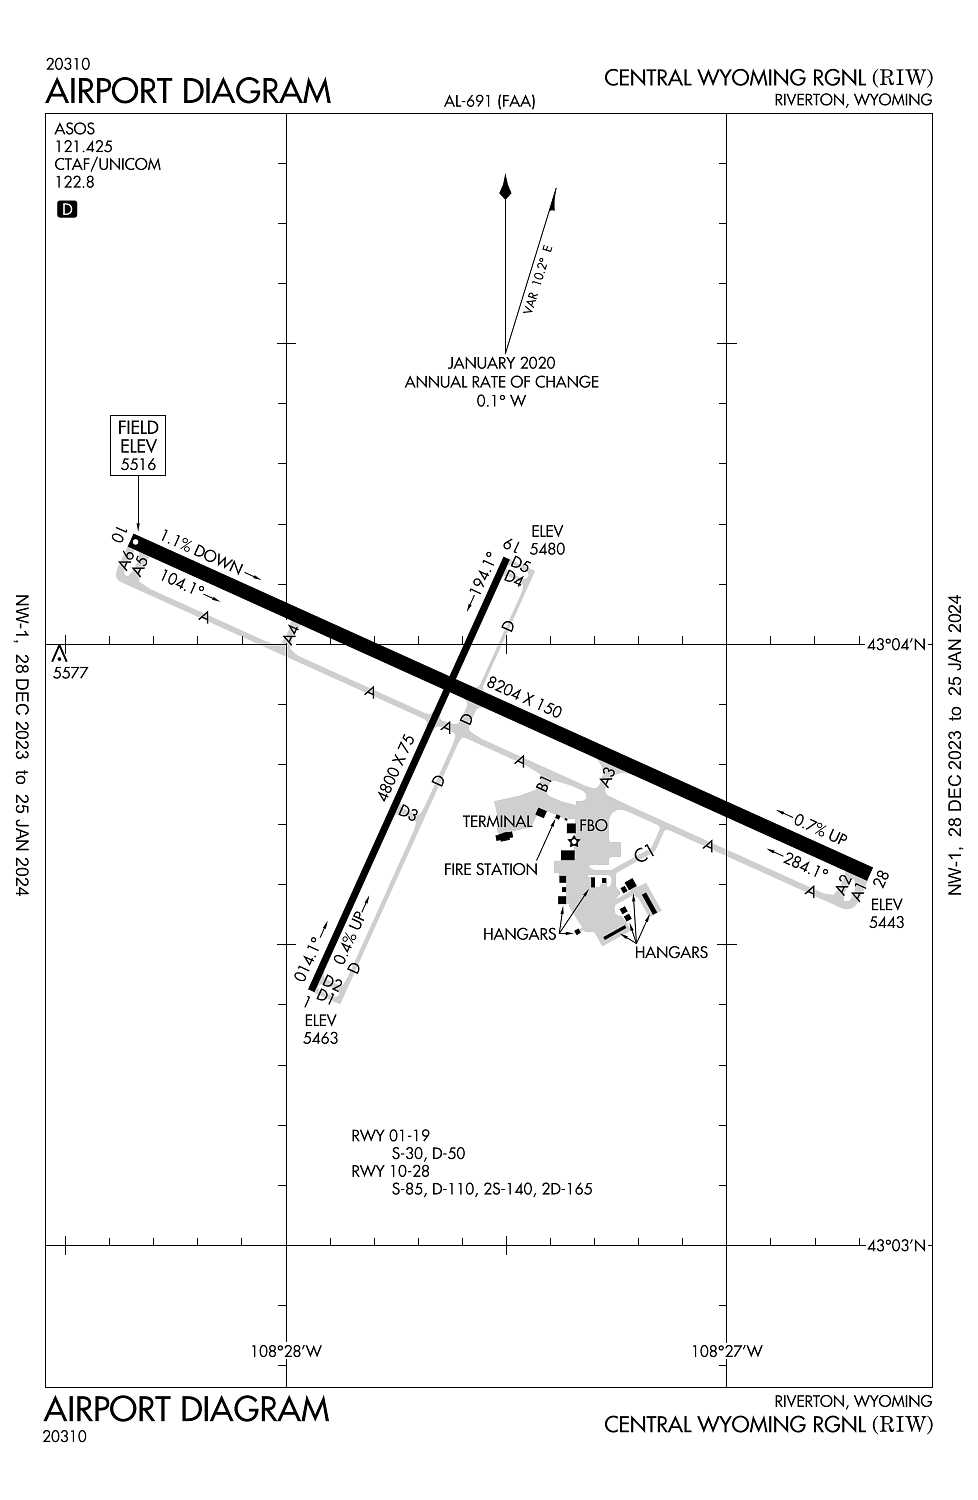 20310
AIRPORT DIAGRAM
AL-691 (FAA)
CENTRAL WYOMING RGNL (RIW)
RIVERTON, WYOMING
ASOS
121.425
CTAF/UNICOM
122.8
D
VAR 10.2° E
JANUARY 2020
ANNUAL RATE OF CHANGE
0.1° W
FIELD
ELEV
5516
10
1.1% DOWN
104.1°
A6
A5
A
A4
A
A
A
A3
A
A
A2
A1
28
8204 X 150
0.7% UP
284.1°
ELEV
5443
19
ELEV
5480
D5
D4
194.1°
D
D
D
D3
4800 X 75
014.1°
0.4% UP
D
D2
D1
1
ELEV
5463
5577
43°04'N
B1
TERMINAL
FBO
FIRE STATION
C1
HANGARS
HANGARS
RWY 01-19
S-30, D-50
RWY 10-28
S-85, D-110, 2S-140, 2D-165
43°03'N
108°28'W
108°27'W
NW-1, 28 DEC 2023 to 25 JAN 2024
NW-1, 28 DEC 2023 to 25 JAN 2024
AIRPORT DIAGRAM
20310
RIVERTON, WYOMING
CENTRAL WYOMING RGNL (RIW)